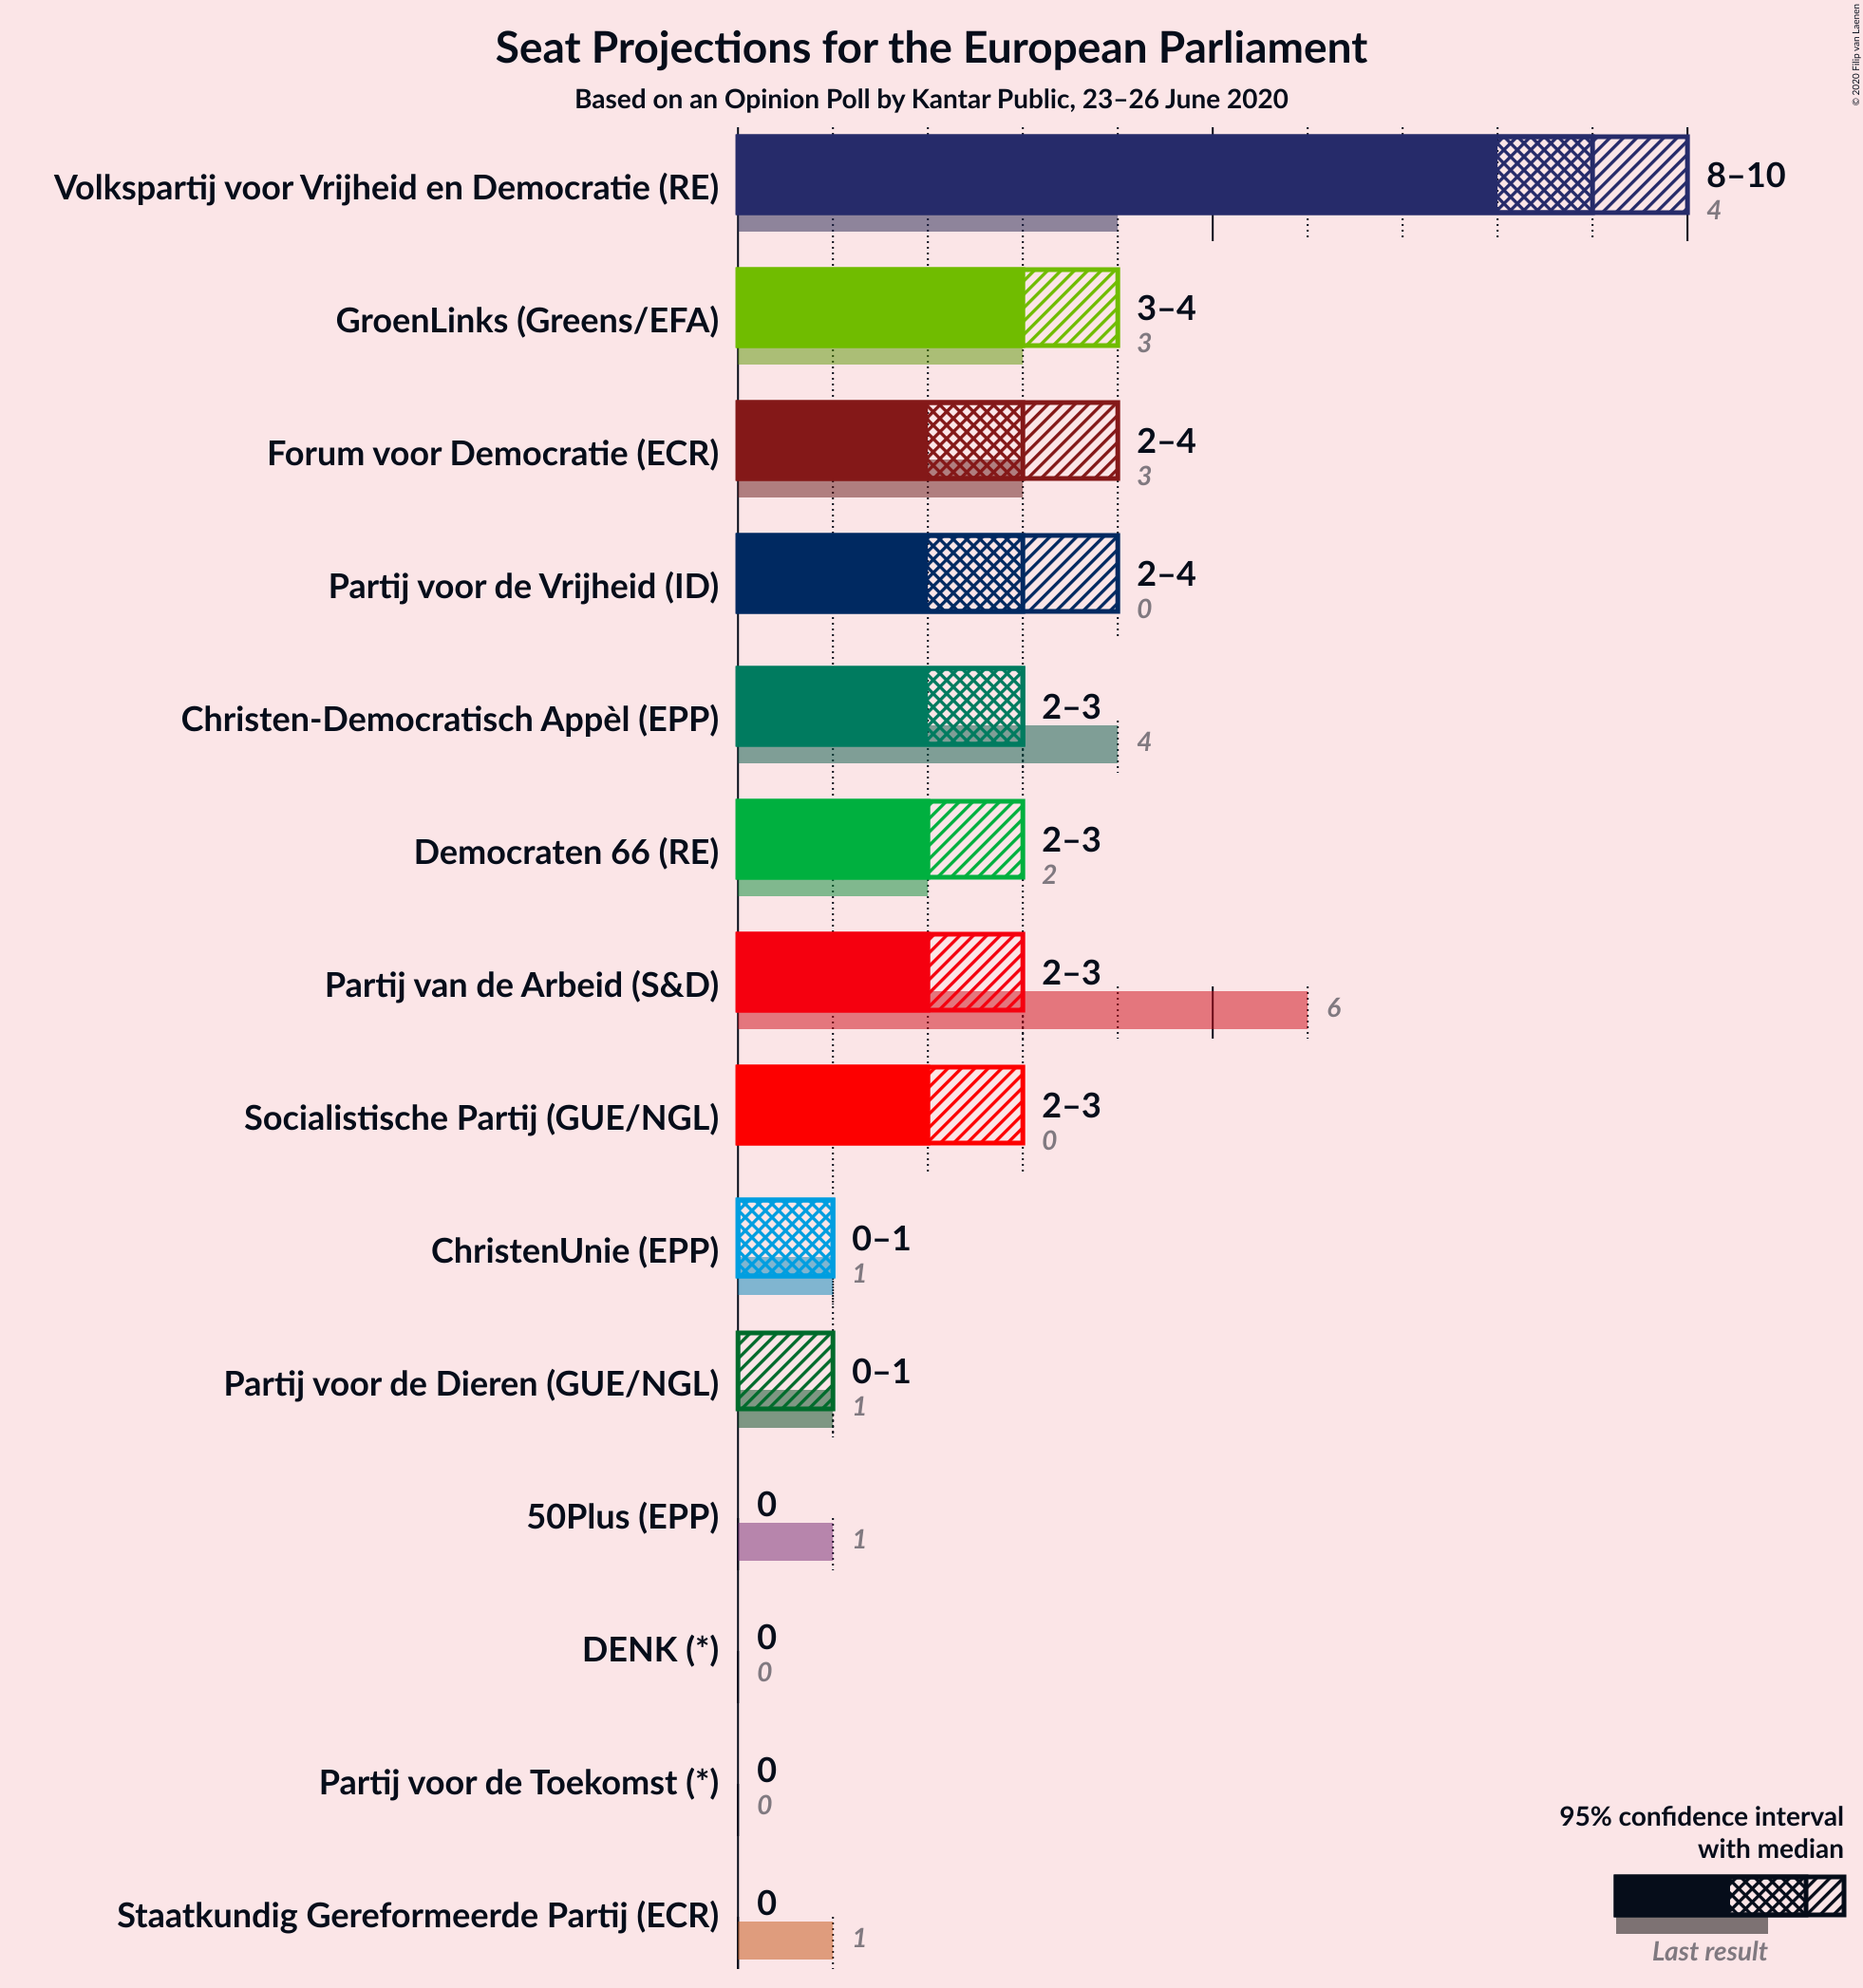 Seat Projections for the European Parliament
Based on an Opinion Poll by Kantar Public, 23–26 June 2020
© 2020 Filip van Laenen
Volkspartij voor Vrijheid en Democratie (RE)
8–10
4
GroenLinks (Greens/EFA)
3–4
3
Forum voor Democratie (ECR)
2–4
3
Partij voor de Vrijheid (ID)
2–4
0
Christen-Democratisch Appèl (EPP)
2–3
4
Democraten 66 (RE)
2–3
2
Partij van de Arbeid (S&D)
2–3
6
Socialistische Partij (GUE/NGL)
2–3
0
ChristenUnie (EPP)
0–1
1
Partij voor de Dieren (GUE/NGL)
0–1
1
50Plus (EPP)
0
1
DENK (*)
0
0
Partij voor de Toekomst (*)
0
0
Staatkundig Gereformeerde Partij (ECR)
0
1
95% confidence interval
with median
Last result